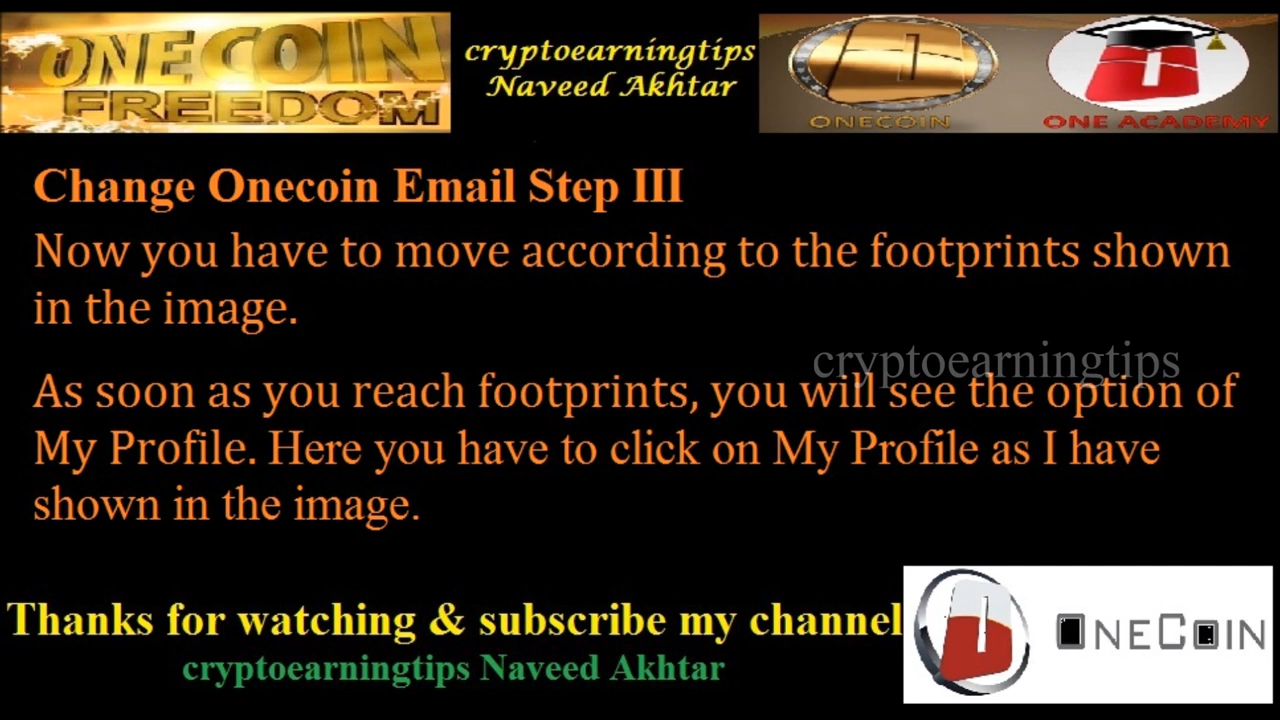 ONE COIN
FREEDOM
cryptoearningtips
Naveed Akhtar
ONECOIN
ONE ACADEMY
Change Onecoin Email Step III
Now you have to move according to the footprints shown
in the image.
cryptoearningtips
As soon as you reach footprints, you will see the option of
My Profile. Here you have to click on My Profile as I have
shown in the image.
Thanks for watching & subscribe my channel
cryptoearningtips Naveed Akhtar
ONECOIN